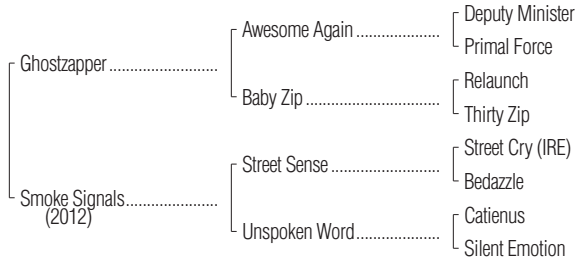 Deputy Minister
Awesome Again ....................
Primal Force
Ghostzapper ..........................
Relaunch
Baby Zip ................................
Thirty Zip
Street Cry (IRE)
Street Sense ..........................
Bedazzle
Smoke Signals......................
(2012)
Catienus
Unspoken Word ....................
Silent Emotion